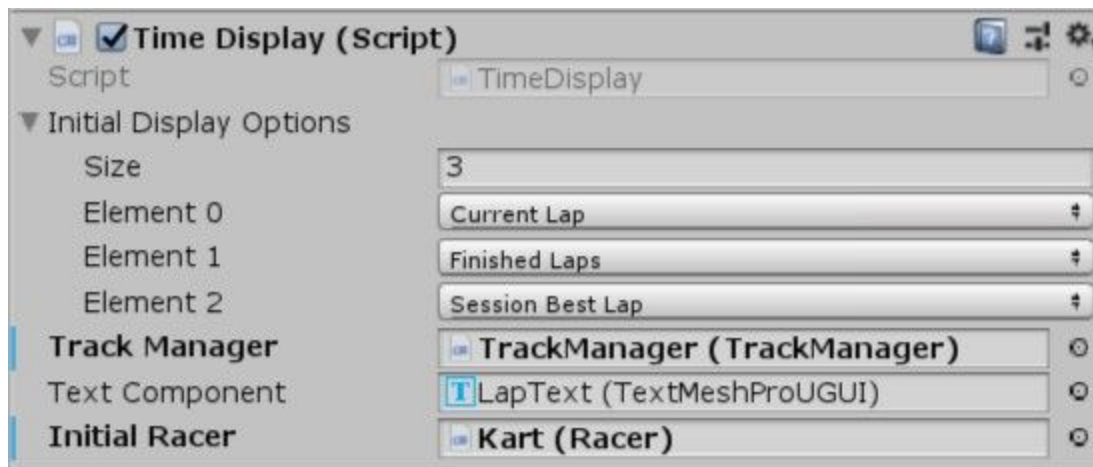 Time Display (Script)
Script TimeDisplay
Initial Display Options
Size 3
Element 0 Current Lap
Element 1 Finished Laps
Element 2 Session Best Lap
Track Manager TrackManager (TrackManager)
Text Component LapText (TextMeshProUGUI)
Initial Racer Kart (Racer)